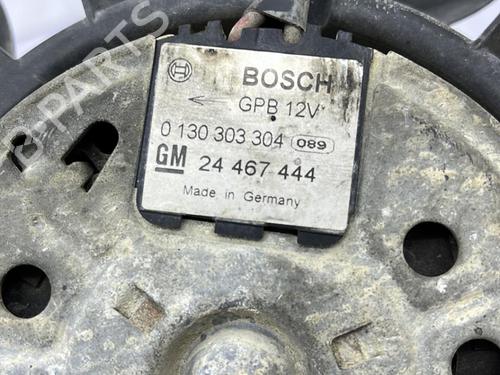 BOSCH
GPB 12V
0 130 303 304 089
GM 24 467 444
Made in Germany
B-PARTS